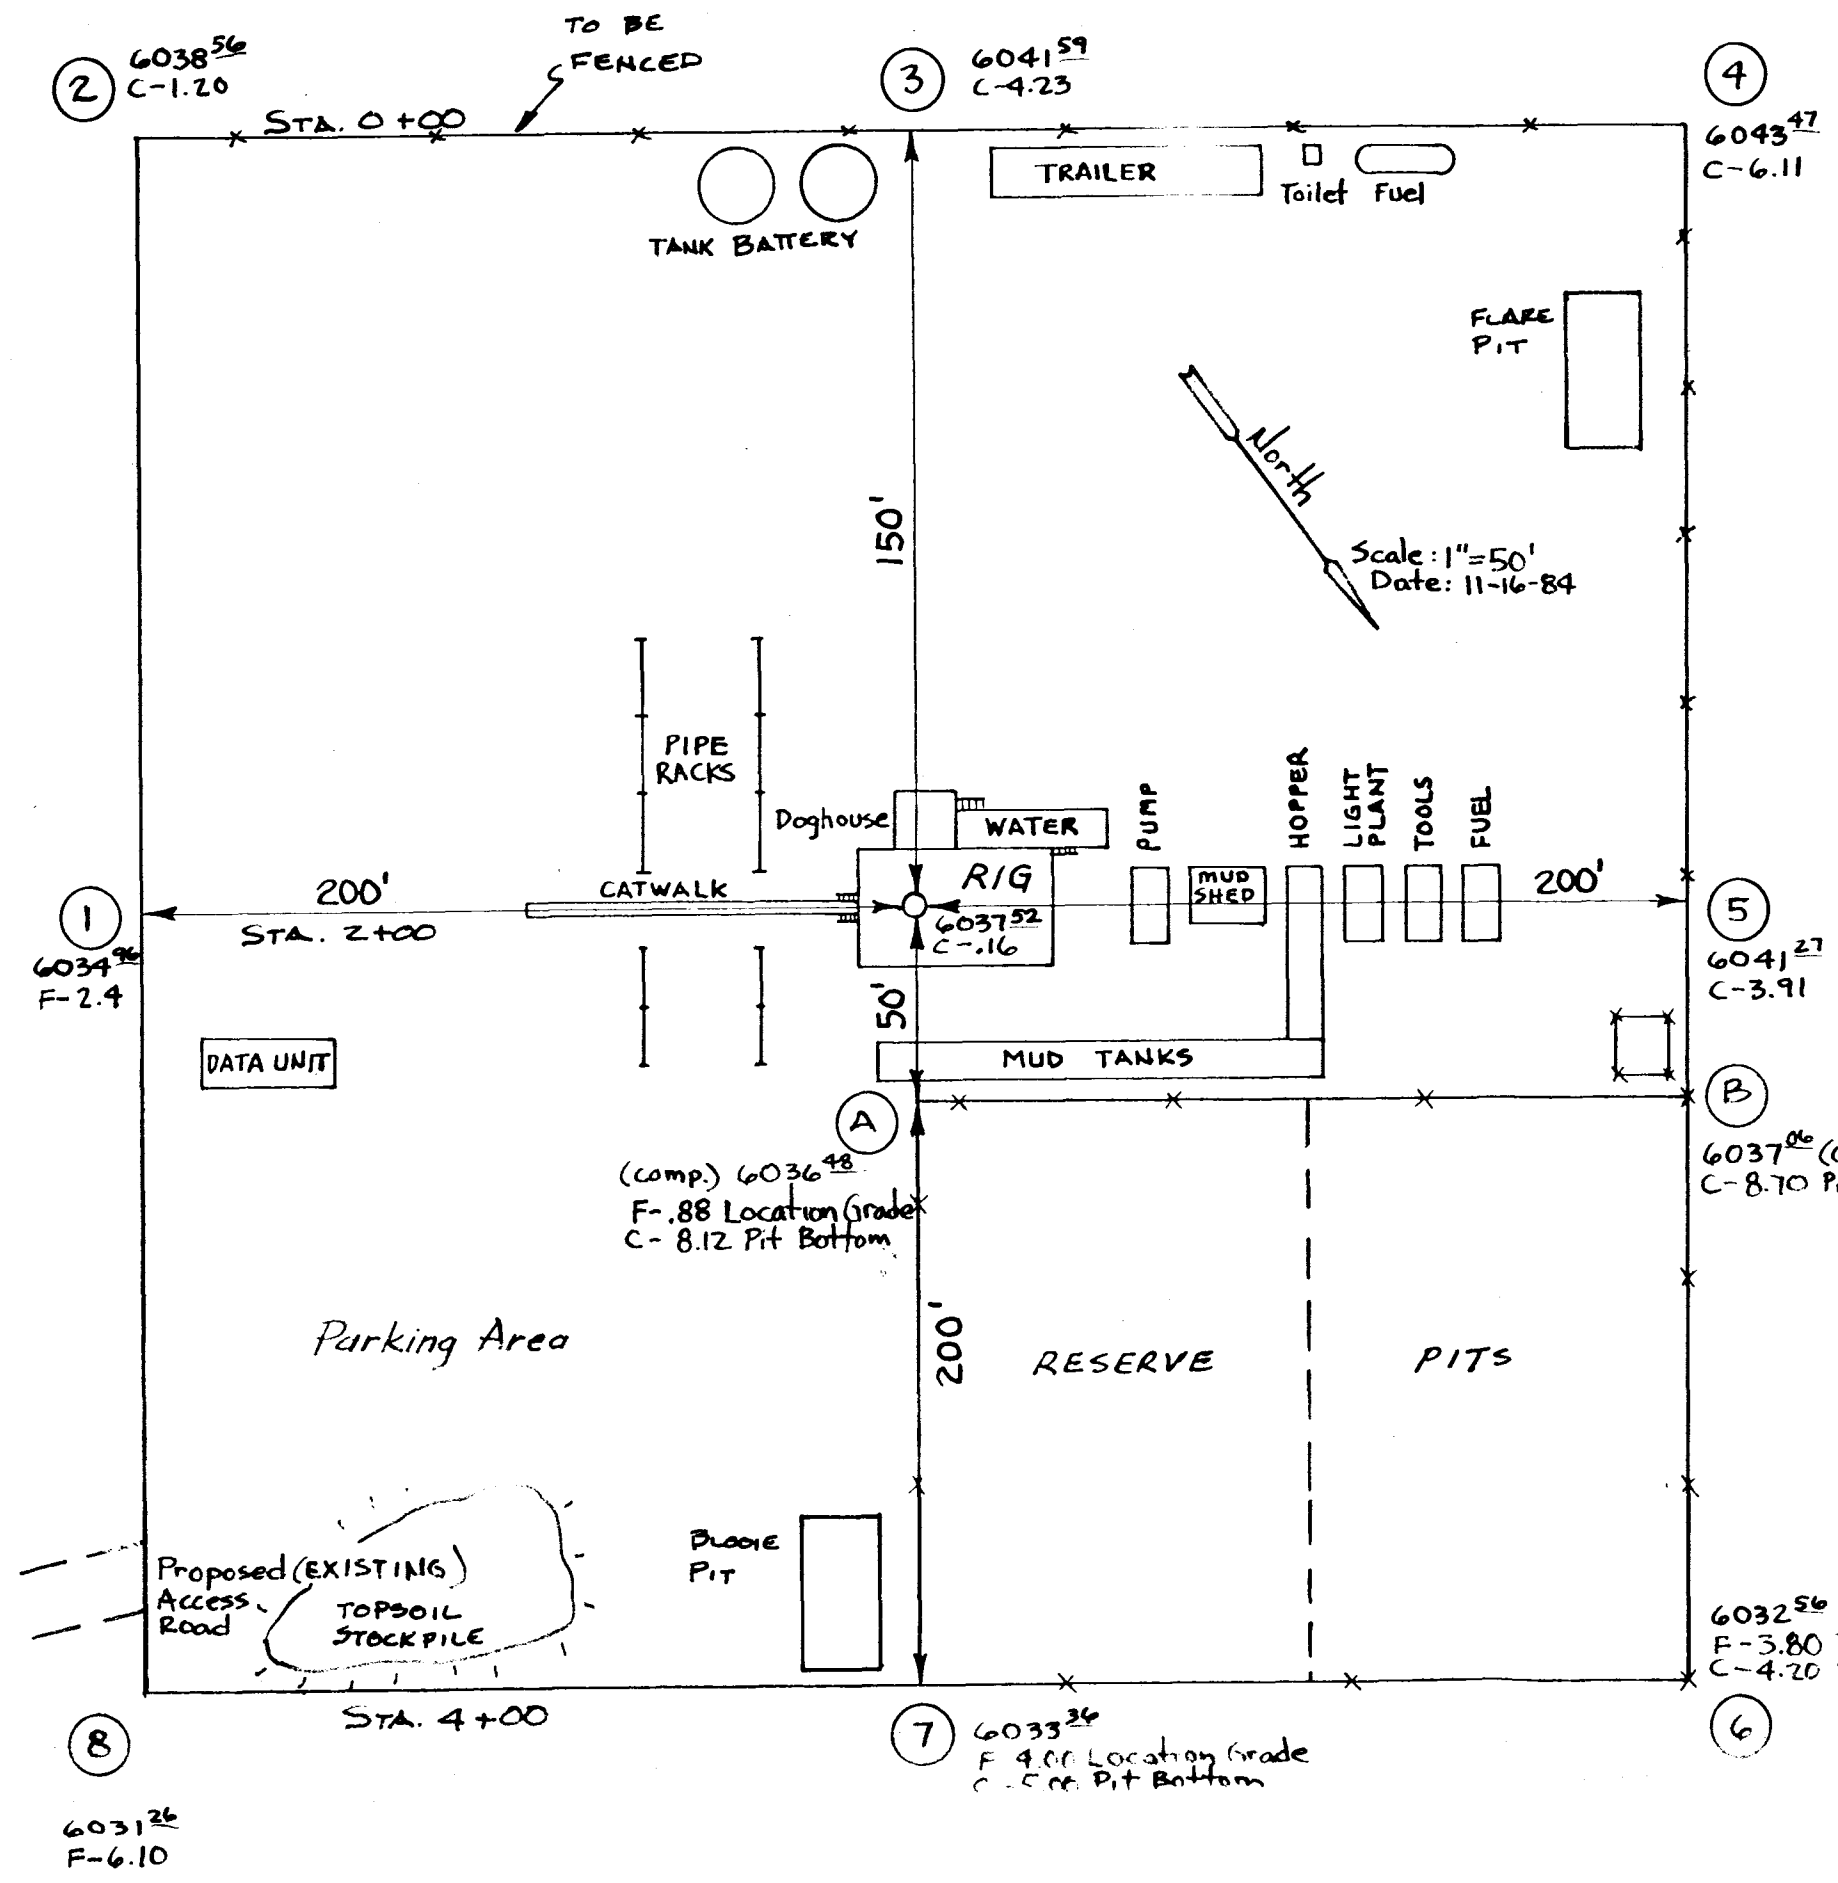 TO BE
FENCED
2
6038 56
C-1.20
3
6041 59
C-4.23
4
6043 47
C-6.11
STA. 0+00
TRAILER
Toilet Fuel
TANK BATTERY
FLARE
PIT
North
150'
Scale: 1"=50'
Date: 11-16-84
PIPE
RACKS
Doghouse
WATER
PUMP
HOPPER
LIGHT
PLANT
TOOLS
FUEL
RIG
MUD
SHED
1
200'
CATWALK
200'
5
STA. 2+00
6037 52
C-.16
6034 96
F-2.4
6041 27
C-3.91
50'
DATA UNIT
MUD TANKS
A
B
(comp.) 6036 48
F-.88 Location Grade
C-8.12 Pit Bottom
6037 06
C-8.70
200'
Parking Area
RESERVE PITS
BLOOIE
PIT
Proposed (EXISTING)
Access
Road
TOPSOIL
STOCKPILE
6032 56
F-3.80
C-4.20
STA. 4+00
8
7
6033 36
F 4.00 Location Grade
Pit Bottom
6
6031 26
F-6.10